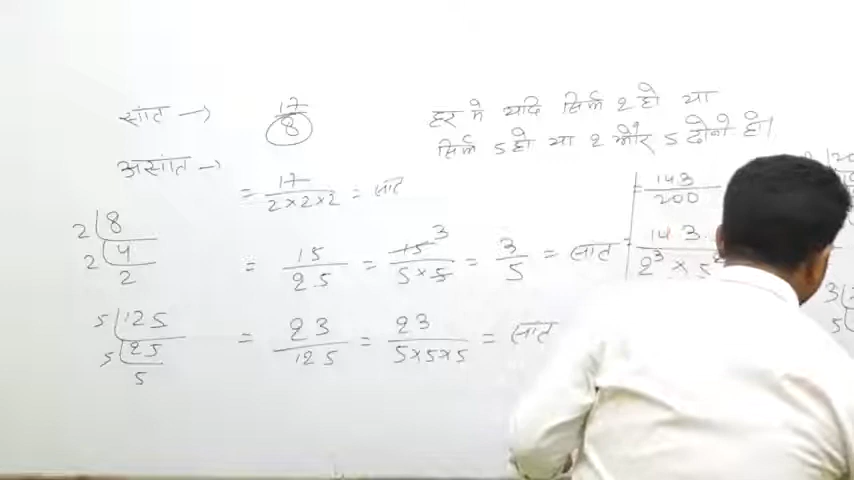 सांत → 17/8
हर में यदि सिर्फ 2 हो या
सिर्फ 5 हो या 2 और 5 दोनो हो।
असांत →
= 17/2×2×2 = सांत
2 | 8
2 | 4
2
= 15/25 = 15/5×5 3 = 3/5 = सांत
5 | 125
5 | 25
5
= 23/125 = 23/5×5×5 = सांत
= 143/200
143
2³ × 5